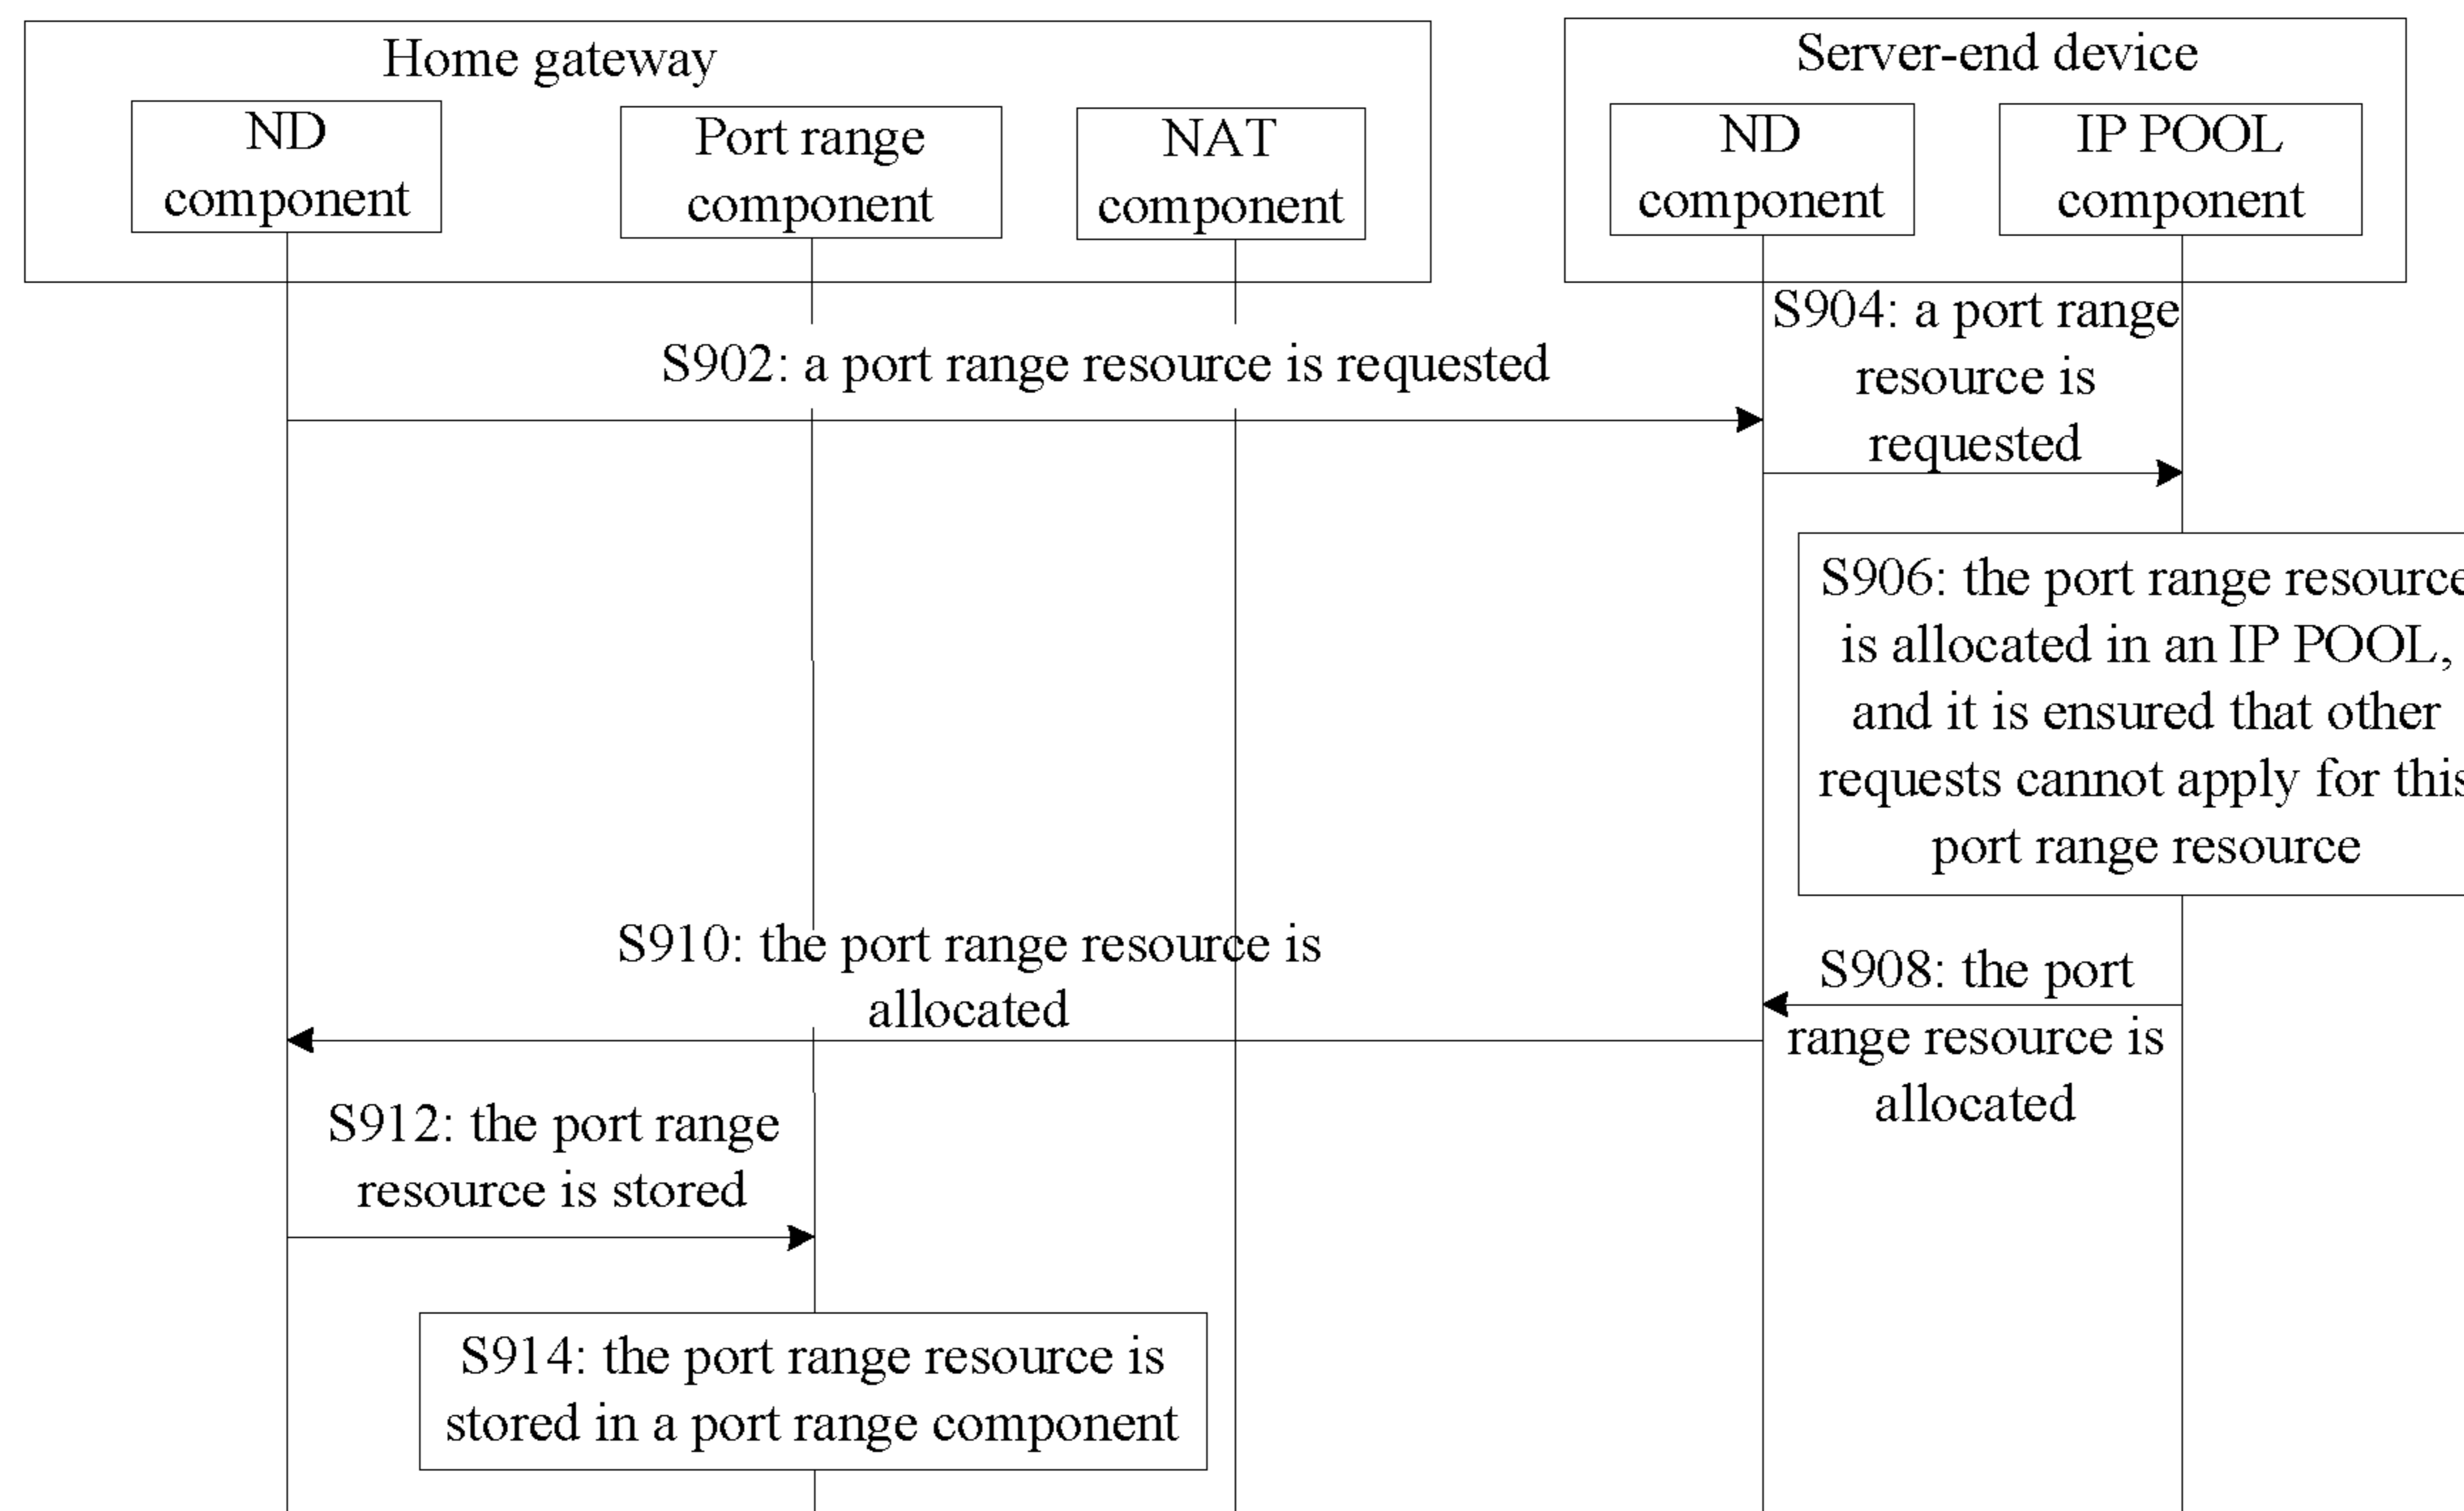 Home gateway
ND
component
Port range
component
NAT
component
Server-end device
ND
component
IP POOL
component
S902: a port range resource is requested
S904: a port range
resource is
requested
S906: the port range resource
is allocated in an IP POOL,
and it is ensured that other
requests cannot apply for this
port range resource
S908: the port
range resource is
allocated
S910: the port range resource is
allocated
S912: the port range
resource is stored
S914: the port range resource is
stored in a port range component